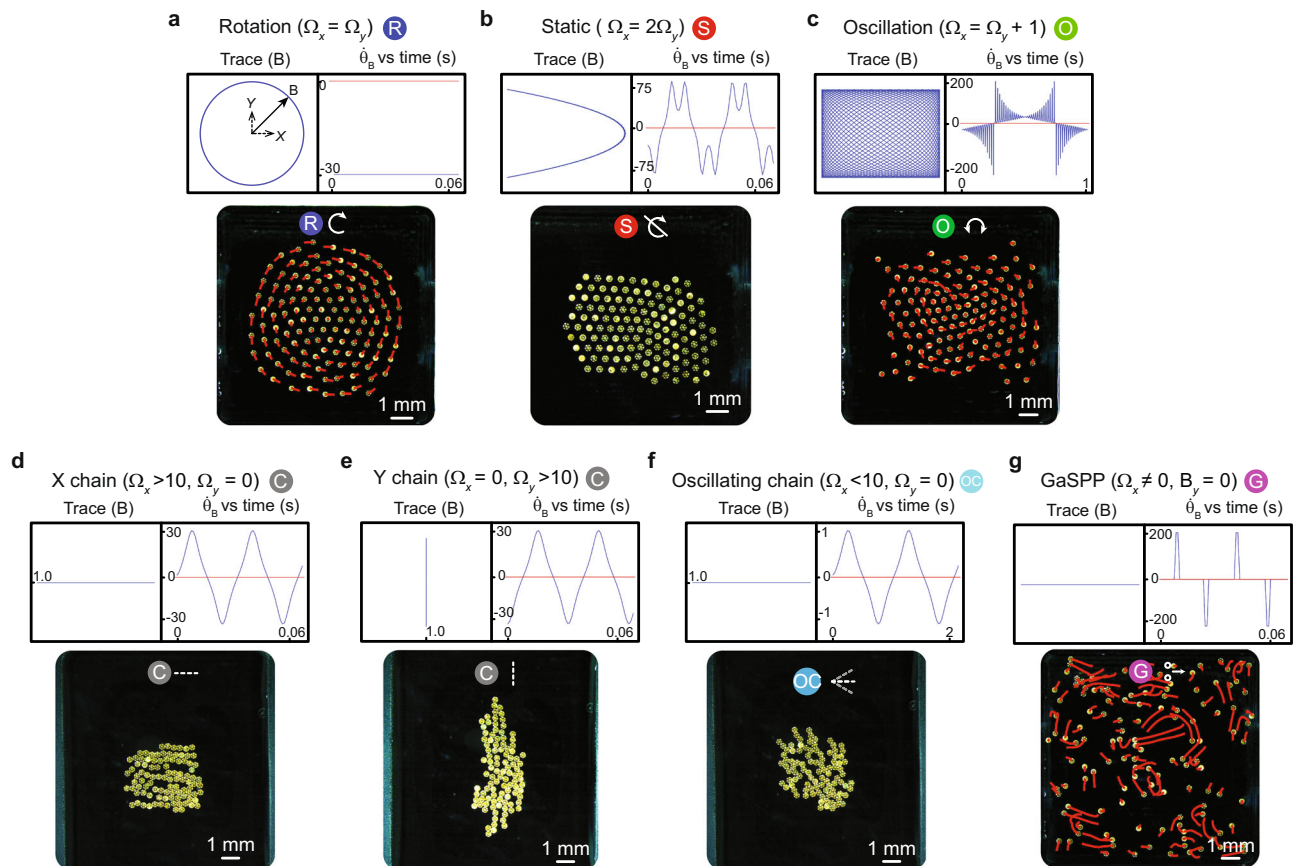 a Rotation (Ωx = Ωy) R
Trace (B) θ̇B vs time (s)
B
Y
X
0
-30
0 0.06
R
1 mm
b Static ( Ωx = 2Ωy) S
Trace (B) θ̇B vs time (s)
75
0
-75
0 0.06
S
1 mm
c Oscillation (Ωx = Ωy + 1) O
Trace (B) θ̇B vs time (s)
200
0
-200
0 1
O
1 mm
d X chain (Ωx >10, Ωy = 0) C
Trace (B) θ̇B vs time (s)
1.0
30
0
-30
0 0.06
C
1 mm
e Y chain (Ωx = 0, Ωy >10) C
Trace (B) θ̇B vs time (s)
1.0
30
0
-30
0 0.06
C
1 mm
f Oscillating chain (Ωx <10, Ωy = 0) OC
Trace (B) θ̇B vs time (s)
1.0
1
0
-1
0 2
OC
1 mm
g GaSPP (Ωx ≠ 0, By = 0) G
Trace (B) θ̇B vs time (s)
200
0
-200
0 0.06
G
1 mm